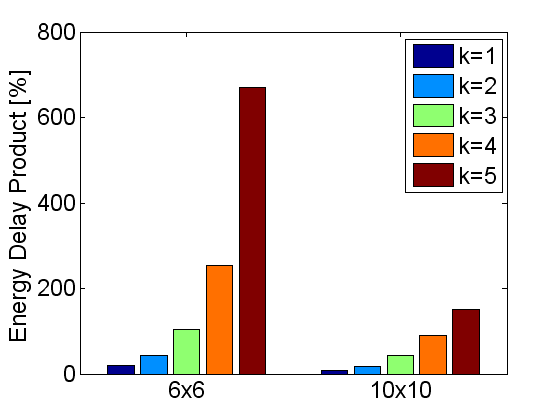 Energy Delay Product [%]
800
600
400
200
0
6x6
10x10
k=1
k=2
k=3
k=4
k=5